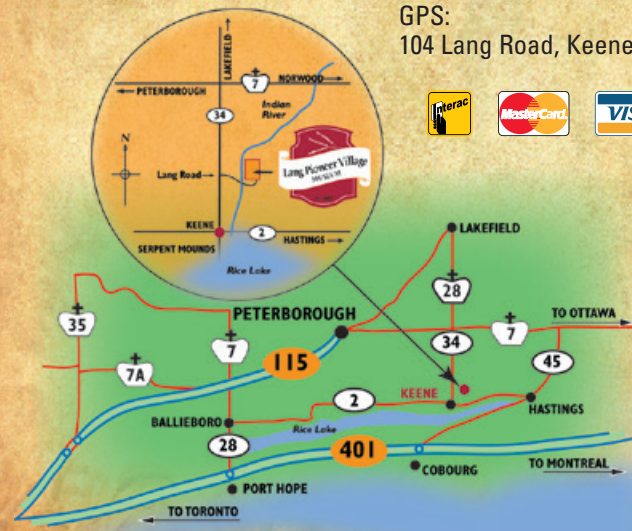 GPS:
104 Lang Road, Keene
Interac
MasterCard
VIS
LAKEFIELD
7
NORWOOD
PETERBOROUGH
34
Indian
River
N
Lang Road
Lang Pioneer Village
MUSEUM
KEENE
2
HASTINGS
SERPENT MOUNDS
Rice Lake
LAKEFIELD
28
PETERBOROUGH
TO OTTAWA
35
7
7
34
115
45
7A
KEENE
2
HASTINGS
BALLIEBORO
Rice Lake
28
401
COBOURG
TO MONTREAL
PORT HOPE
TO TORONTO